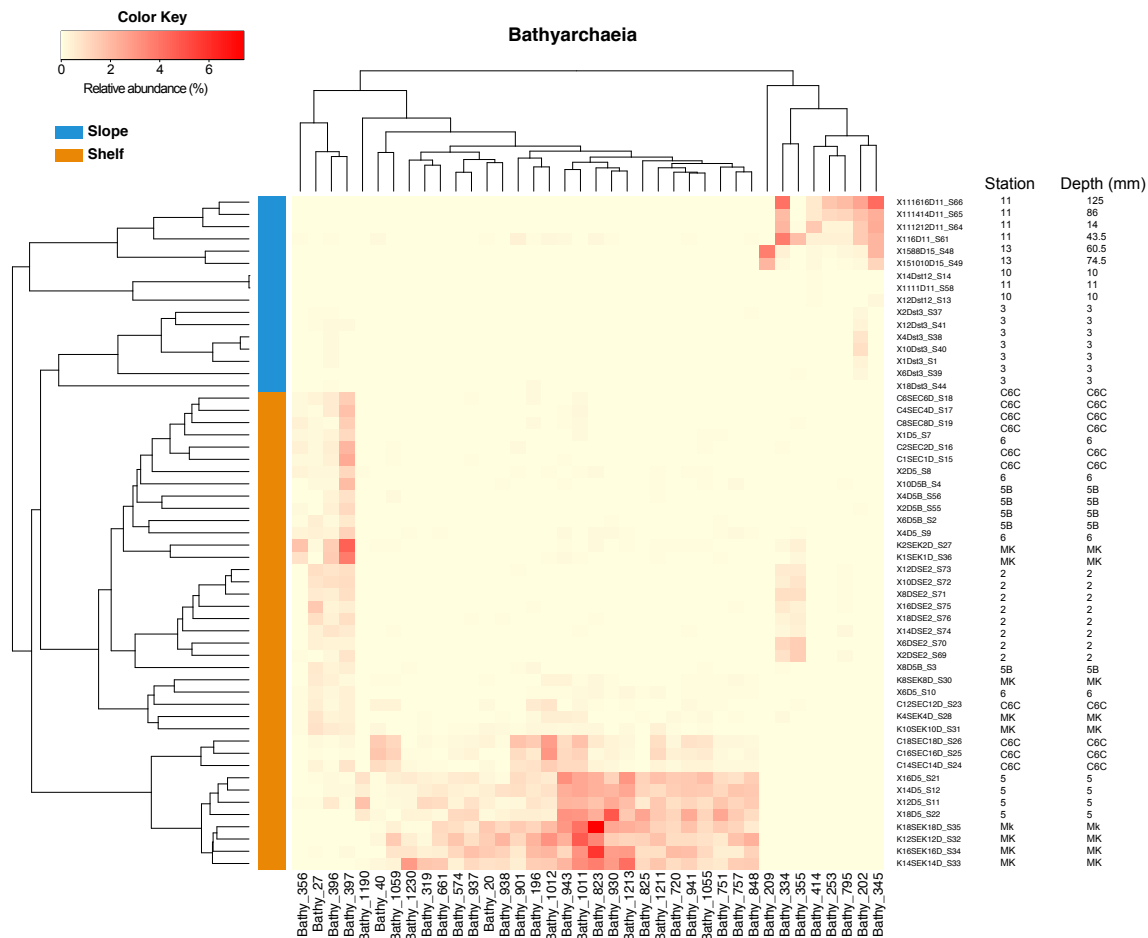 Color Key
0 2 4 6
Relative abundance (%)
Slope
Shelf
Bathyarchaeia
Station Depth (mm)
X111616D11_S66 11 125
X111414D11_S65 11 86
X111212D11_S64 11 14
X116D11_S61 11 43.5
X1588D15_S48 13 60.5
X151010D15_S49 13 74.5
X14Dst12_S14 10 10
X1111D11_S58 11 11
X12Dst12_S13 10 10
X2Dst3_S37 3 3
X12Dst3_S41 3 3
X4Dst3_S38 3 3
X10Dst3_S40 3 3
X1Dst3_S1 3 3
X6Dst3_S39 3 3
X18Dst3_S44 3 3
C6SEC6D_S18 C6C C6C
C4SEC4D_S17 C6C C6C
C8SEC8D_S19 C6C C6C
X1D5_S7 C6C C6C
C2SEC2D_S16 6 6
C1SEC1D_S15 C6C C6C
X2D5_S8 C6C C6C
X10D5B_S4 6 6
X4D5B_S56 5B 5B
X2D5B_S55 5B 5B
X6D5B_S2 5B 5B
X4D5_S9 5B 5B
K2SEK2D_S27 6 6
K1SEK1D_S36 MK MK
X12DSE2_S73 MK MK
X10DSE2_S72 2 2
X8DSE2_S71 2 2
X16DSE2_S75 2 2
X18DSE2_S76 2 2
X14DSE2_S74 2 2
X6DSE2_S70 2 2
X2DSE2_S69 2 2
X8D5B_S3 2 2
K8SEK8D_S30 5B 5B
X6D5_S10 MK MK
C12SEC12D_S23 6 6
K4SEK4D_S28 C6C C6C
K10SEK10D_S31 MK MK
C18SEC18D_S26 MK MK
C16SEC16D_S25 C6C C6C
C14SEC14D_S24 C6C C6C
X16D5_S21 C6C C6C
X14D5_S12 5 5
X12D5_S11 5 5
X18D5_S22 5 5
K18SEK18D_S35 5 5
K12SEK12D_S32 Mk Mk
K16SEK16D_S34 MK MK
K14SEK14D_S33 MK MK
MK MK
Bathy_356
Bathy_27
Bathy_396
Bathy_397
Bathy_1190
Bathy_40
Bathy_1059
Bathy_1230
Bathy_319
Bathy_661
Bathy_574
Bathy_937
Bathy_20
Bathy_938
Bathy_901
Bathy_196
Bathy_1012
Bathy_943
Bathy_1011
Bathy_823
Bathy_930
Bathy_1213
Bathy_822
Bathy_1211
Bathy_720
Bathy_941
Bathy_1055
Bathy_751
Bathy_757
Bathy_848
Bathy_209
Bathy_334
Bathy_355
Bathy_414
Bathy_253
Bathy_795
Bathy_202
Bathy_345